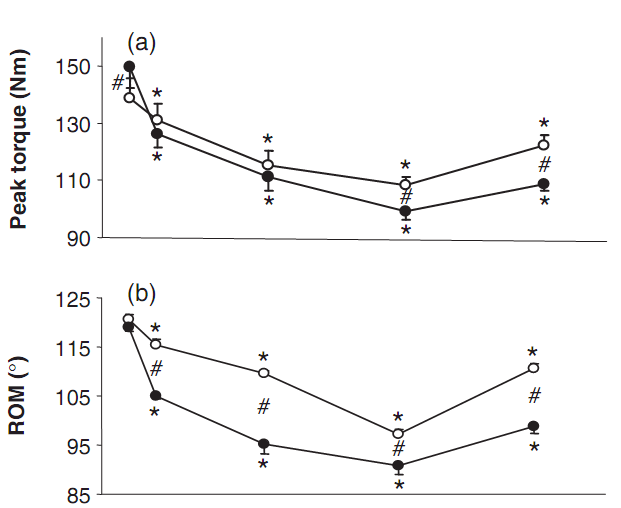 (a)
Peak torque (Nm)
150
130
110
90
# * * * * * * # * * # *
(b)
ROM (°)
125
115
105
95
85
* # * * # * * # * * # *